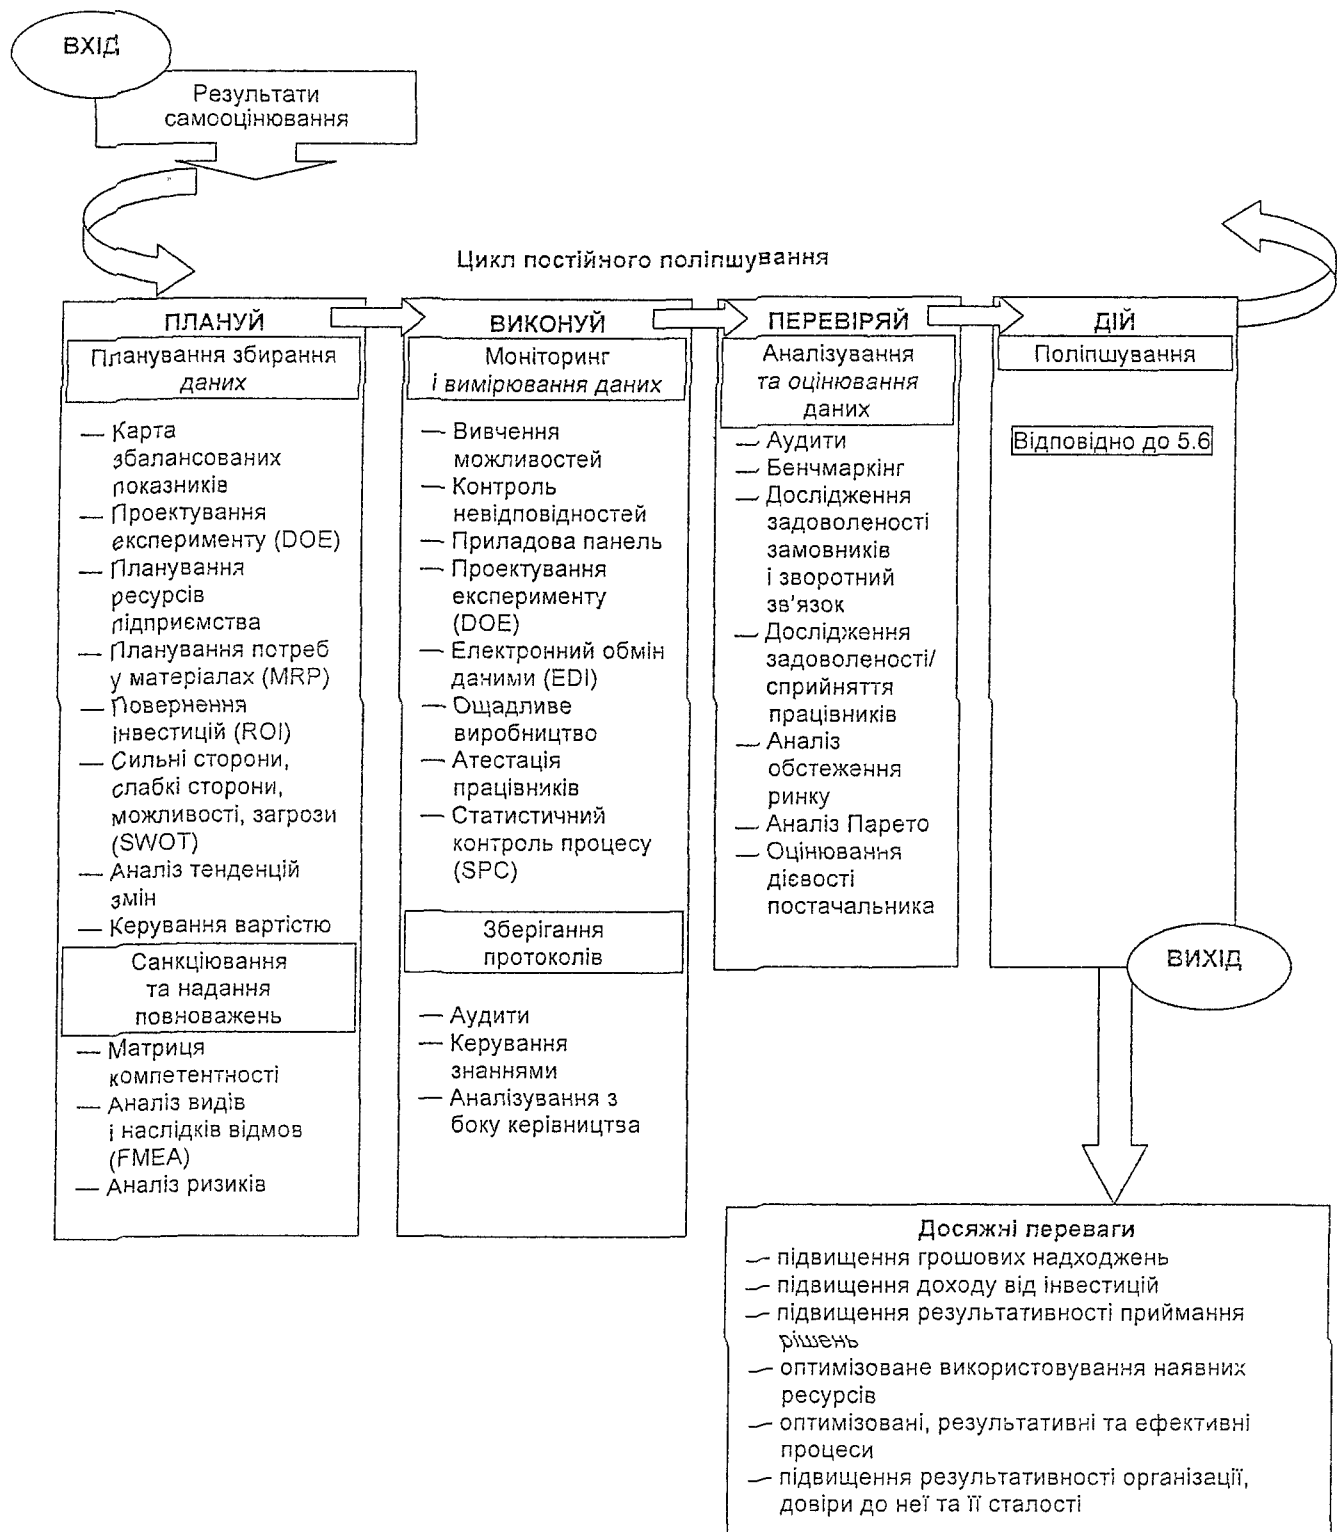 ВХІД
Результати
самооцінювання
Цикл постійного поліпшування
ПЛАНУЙ
Планування збирання
даних
— Карта
збалансованих
показників
— Проектування
експерименту (DOE)
— Планування
ресурсів
підприємства
— Планування потреб
у матеріалах (MRP)
— Повернення
інвестицій (ROI)
— Сильні сторони,
слабкі сторони,
можливості, загрози
(SWOT)
— Аналіз тенденцій
змін
— Керування вартістю
Санкціювання
та надання
повноважень
— Матриця
компетентності
— Аналіз видів
і наслідків відмов
(FMEA)
— Аналіз ризиків
ВИКОНУЙ
Моніторинг
і вимірювання даних
— Вивчення
можливостей
— Контроль
невідповідностей
— Приладова панель
— Проектування
експерименту
(DOE)
— Електронний обмін
даними (EDI)
— Ощадливе
виробництво
— Атестація
працівників
— Статистичний
контроль процесу
(SPC)
Зберігання
протоколів
— Аудити
— Керування
знаннями
— Аналізування з
боку керівництва
ПЕРЕВІРЯЙ
Аналізування
та оцінювання
даних
— Аудити
— Бенчмаркінг
— Дослідження
задоволеності
замовників
і зворотний
зв'язок
— Дослідження
задоволеності/
сприйняття
працівників
— Аналіз
обстеження
ринку
— Аналіз Парето
— Оцінювання
дієвості
постачальника
ДІЙ
Поліпшування
Відповідно до 5.6
ВИХІД
Досяжні переваги
— підвищення грошових надходжень
— підвищення доходу від інвестицій
— підвищення результативності приймання
рішень
— оптимізоване використовування наявних
ресурсів
— оптимізовані, результативні та ефективні
процеси
— підвищення результативності організації,
довіри до неї та її сталості